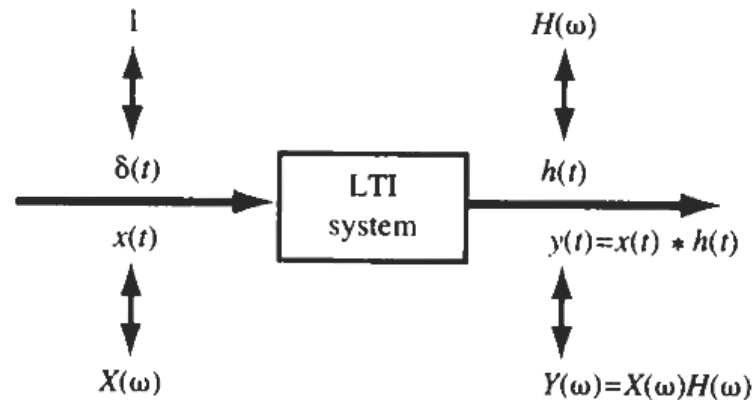 1
H(ω)
δ(t)
LTI
system
h(t)
x(t)
y(t)=x(t) * h(t)
X(ω)
Y(ω)=X(ω)H(ω)